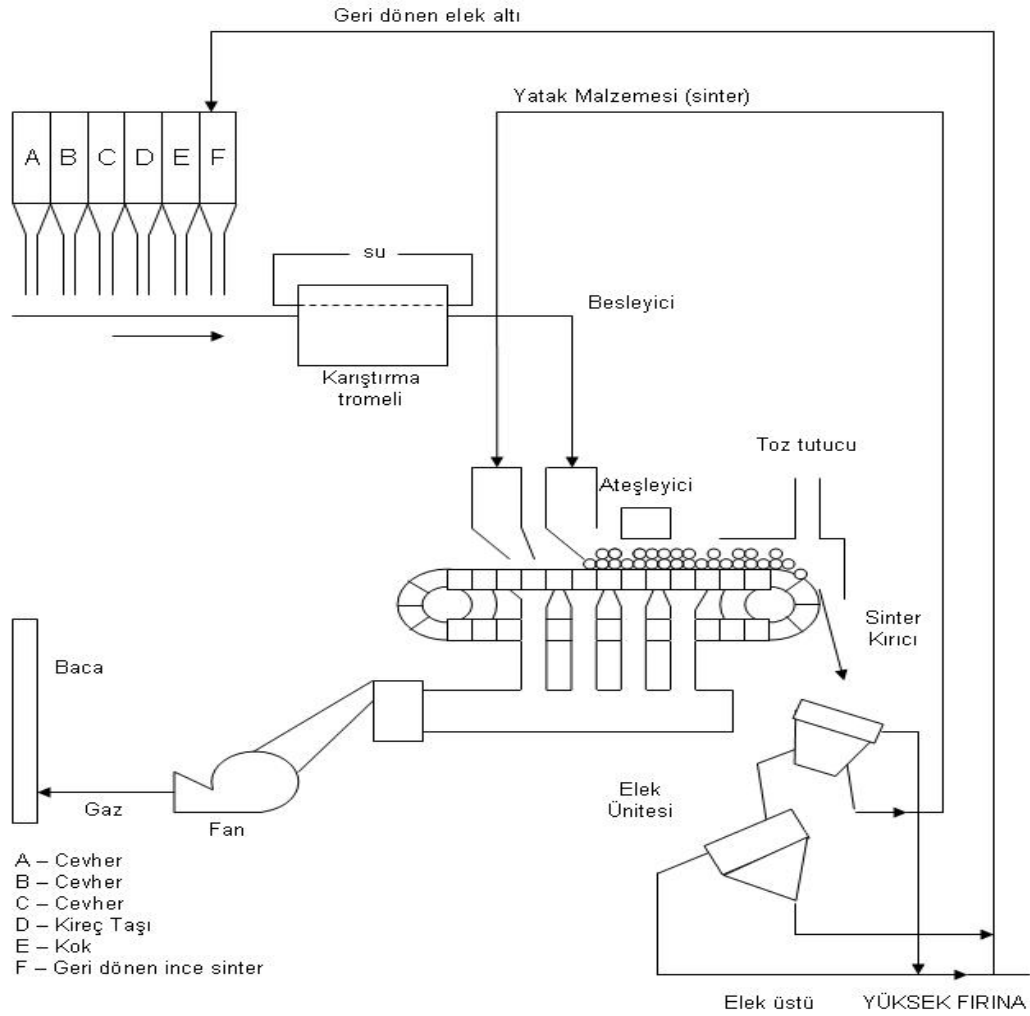 Geri dönen elek altı
Yatak Malzemesi (sinter)
A B C D E F
su
Besleyici
Karıştırma
tromeli
Toz tutucu
Ateşleyici
Sinter
Kırıcı
Baca
Elek
Ünitesi
Gaz
Fan
A – Cevher
B – Cevher
C – Cevher
D – Kireç Taşı
E – Kok
F – Geri dönen ince sinter
Elek üstü YÜKSEK FIRINA